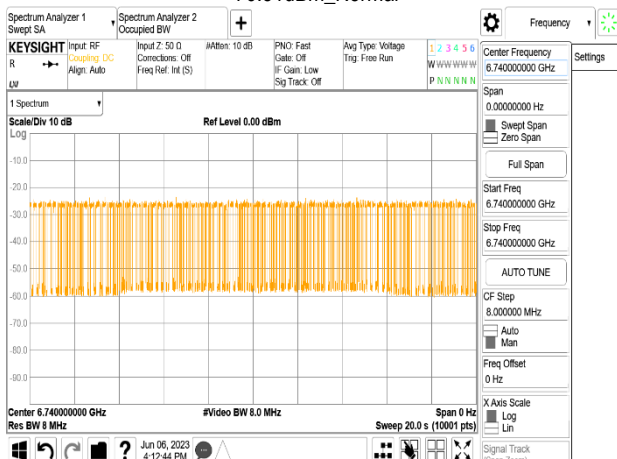 Spectrum Analyzer 1
Swept SA
Spectrum Analyzer 2
Occupied BW
+
Frequency
Settings
KEYSIGHT
R
Input: RF
Coupling: DC
Align: Auto
Input Z: 50 Ω
Corrections: Off
Freq Ref: Int (S)
#Atten: 10 dB
PNO: Fast
Gate: Off
IF Gain: Low
Sig Track: Off
Avg Type: Voltage
Trig: Free Run
1 2 3 4 5 6
W W W W W W
P N N N N N
1 Spectrum
Scale/Div 10 dB
Ref Level 0.00 dBm
Log
-10.0
-20.0
-30.0
-40.0
-50.0
-60.0
-70.0
-80.0
-90.0
Center 6.740000000 GHz
#Video BW 8.0 MHz
Span 0 Hz
Res BW 8 MHz
Sweep 20.0 s (10001 pts)
Center Frequency
6.740000000 GHz
Span
0.00000000 Hz
Swept Span
Zero Span
Full Span
Start Freq
6.740000000 GHz
Stop Freq
6.740000000 GHz
AUTO TUNE
CF Step
8.000000 MHz
Auto
Man
Freq Offset
0 Hz
X Axis Scale
Log
Lin
Signal Track
?
Jun 06, 2023
4:12:44 PM